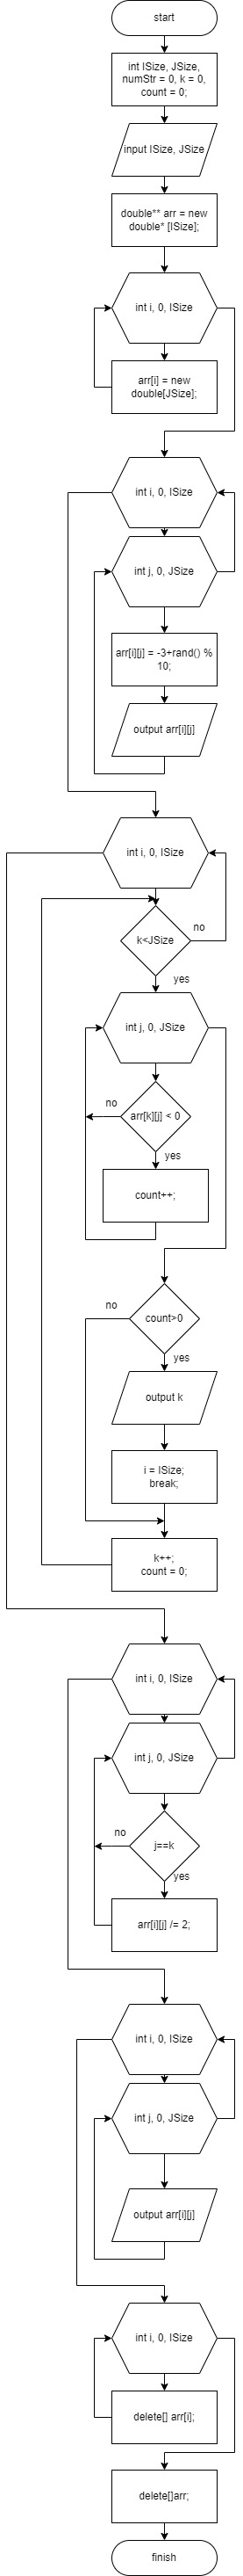 start
int ISize, JSize,
numStr = 0, k = 0,
count = 0;
input ISize, JSize
double** arr = new
double* [ISize];
int i, 0, ISize
arr[i] = new
double[JSize];
int i, 0, ISize
int j, 0, JSize
arr[i][j] = -3+rand() %
10;
output arr[i][j]
int i, 0, ISize
no
k<JSize
yes
int j, 0, JSize
no
arr[k][j] < 0
yes
count++;
no
count>0
yes
output k
i = ISize;
break;
k++;
count = 0;
int i, 0, ISize
int j, 0, JSize
no
j==k
yes
arr[i][j] /= 2;
int i, 0, ISize
int j, 0, JSize
output arr[i][j]
int i, 0, ISize
delete[] arr[i];
delete[]arr;
finish